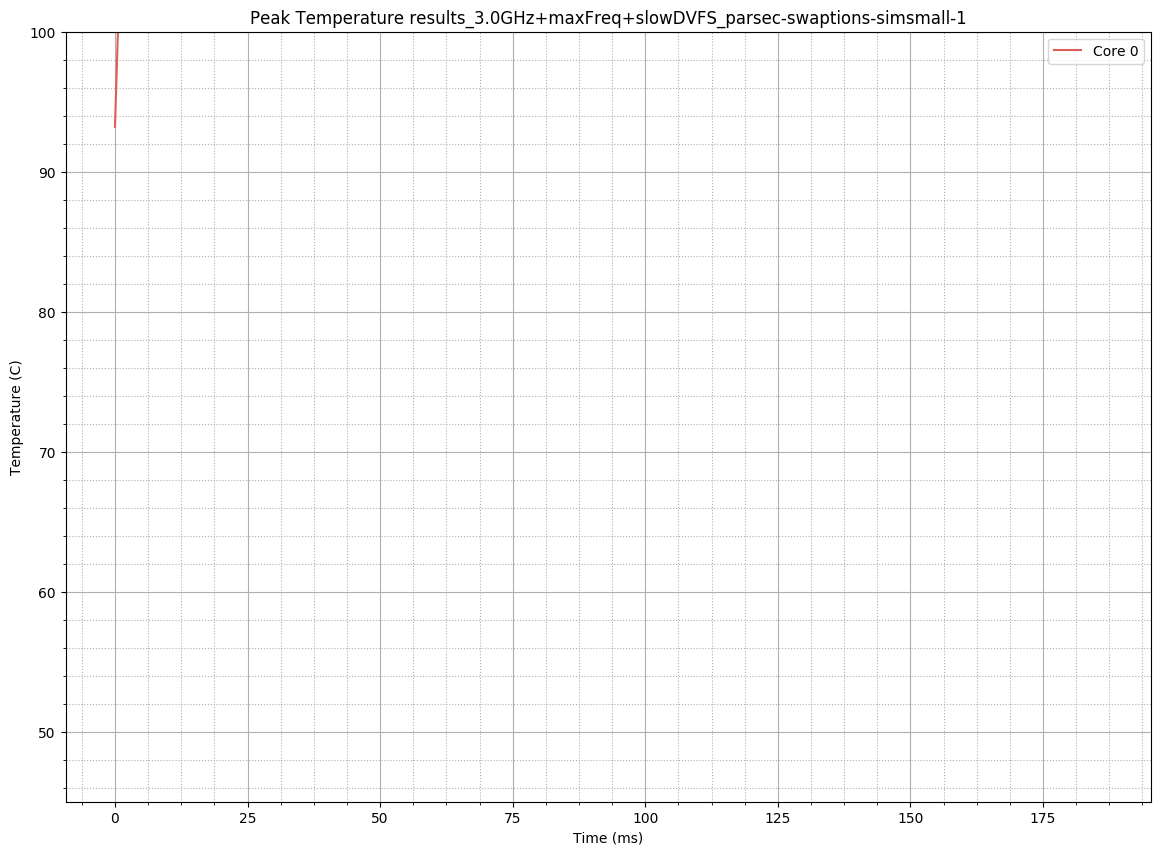 Peak Temperature results_3.0GHz+maxFreq+slowDVFS_parsec-swaptions-simsmall-1
Core 0
100
90
80
70
60
50
Temperature (C)
0 25 50 75 100 125 150 175
Time (ms)